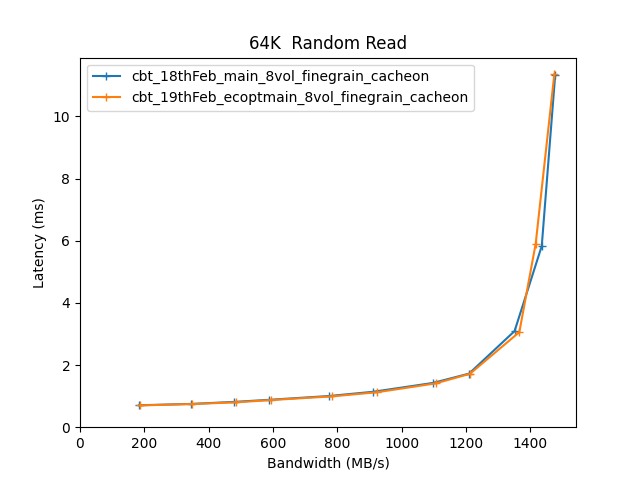 64K  Random Read
cbt_18thFeb_main_8vol_finegrain_cacheon
cbt_19thFeb_ecoptmain_8vol_finegrain_cacheon
Latency (ms)
10
8
6
4
2
0
0 200 400 600 800 1000 1200 1400
Bandwidth (MB/s)